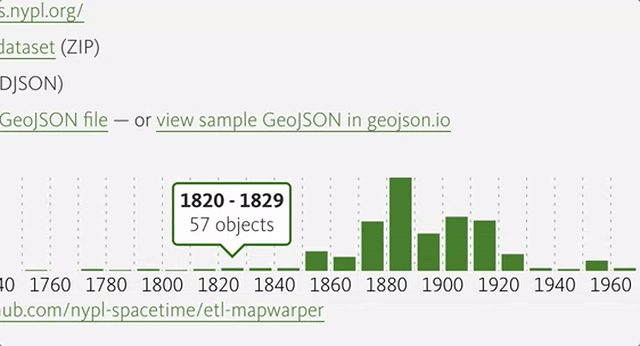 s.nypl.org/
dataset (ZIP)
DJSON)
GeoJSON file — or view sample GeoJSON in geojson.io
1820 - 1829
57 objects
40 1760 1780 1800 1820 1840 1860 1880 1900 1920 1940 1960
ub.com/nypl-spacetime/etl-mapwarper